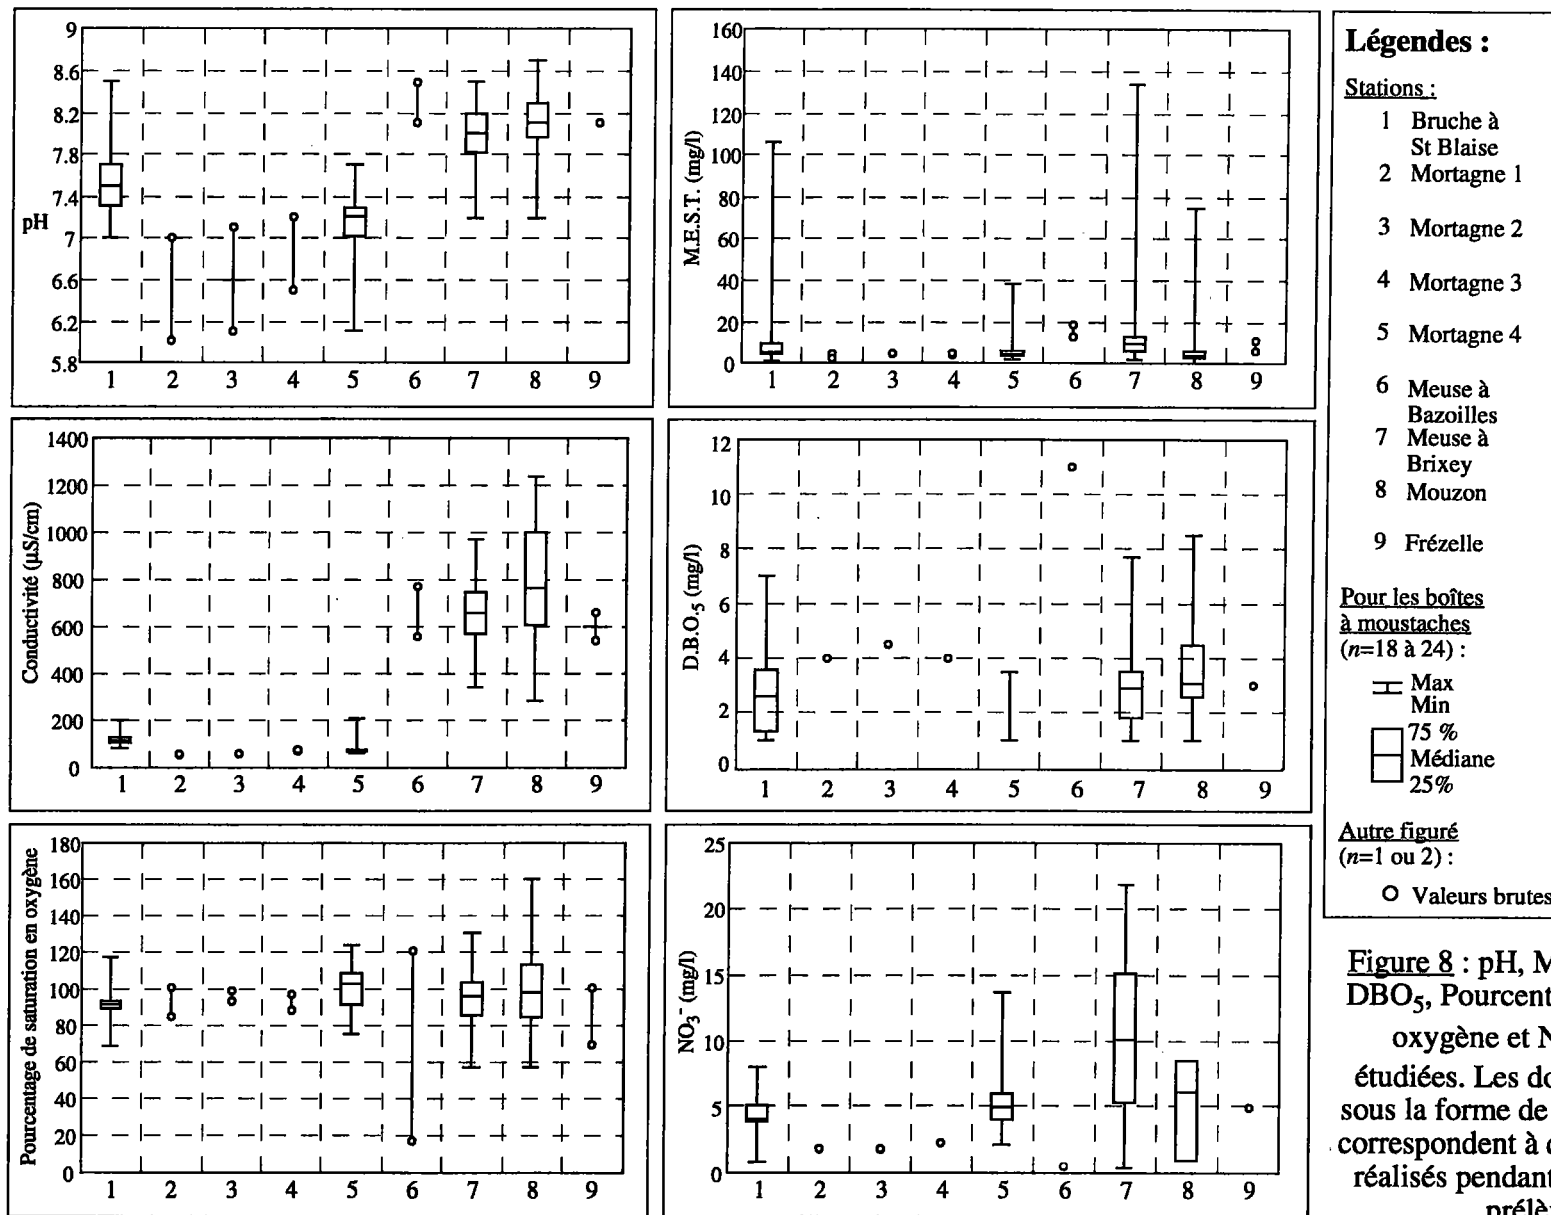 9
8.6
8.2
7.8
7.4
7
6.6
6.2
5.8
pH
1 2 3 4 5 6 7 8 9
160
140
120
100
80
60
40
20
0
M.E.S.T. (mg/l)
1 2 3 4 5 6 7 8 9
1400
1200
1000
800
600
400
200
0
Conductivité (µS/cm)
1 2 3 4 5 6 7 8 9
12
10
8
6
4
2
0
D.B.O.₅ (mg/l)
1 2 3 4 5 6 7 8 9
180
160
140
120
100
80
60
40
20
0
Pourcentage de saturation en oxygène
1 2 3 4 5 6 7 8 9
25
20
15
10
5
0
NO₃⁻ (mg/l)
1 2 3 4 5 6 7 8 9
Légendes :
Stations :
1 Bruche à
St Blaise
2 Mortagne 1
3 Mortagne 2
4 Mortagne 3
5 Mortagne 4
6 Meuse à
Bazoilles
7 Meuse à
Brixey
8 Mouzon
9 Frézelle
Pour les boîtes
à moustaches
(n=18 à 24) :
Max
Min
75 %
Médiane
25%
Autre figuré
(n=1 ou 2) :
Valeurs brutes
Figure 8 : pH, M
DBO₅, Pourcent
oxygène et N
étudiées. Les do
sous la forme de
correspondent à
réalisés pendant